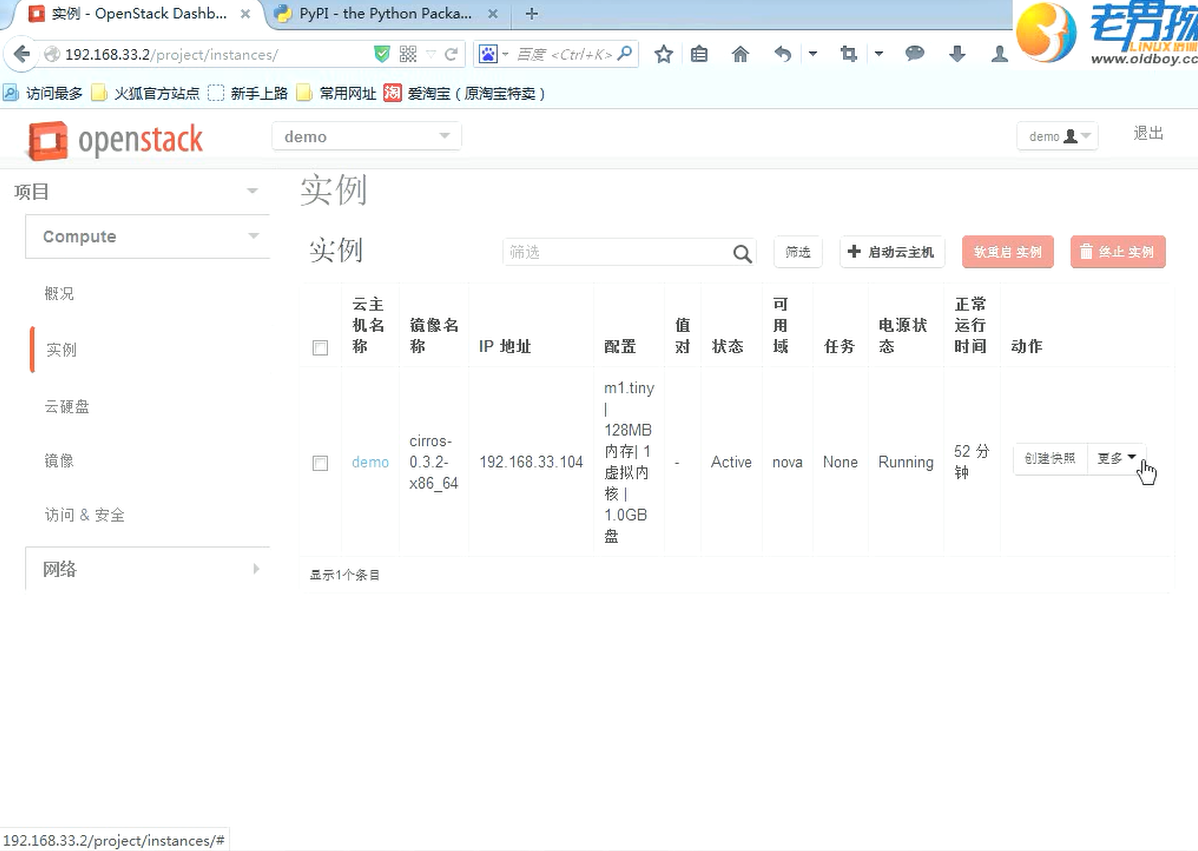 实例 - OpenStack Dashb...
PyPI - the Python Packa...
老男孩
LINUX培训
www.oldboy.cc
192.168.33.2/project/instances/
百度 <Ctrl+K>
访问最多
火狐官方站点
新手上路
常用网址
淘
爱淘宝 ( 原淘宝特卖 )
openstack
demo
demo
退出
项目
Compute
概况
实例
云硬盘
镜像
访问 & 安全
网络
实例
实例
筛选
筛选
启动云主机
软重启 实例
终止 实例
云主
机名
称
镜像名
称
IP 地址
配置
值
对
状态
可
用
域
任务
电源状
态
正常
运行
时间
动作
demo
cirros-
0.3.2-
x86_64
192.168.33.104
m1.tiny
|
128MB
内存| 1
虚拟内
核 |
1.0GB
盘
-
Active
nova
None
Running
52 分
钟
创建快照
更多
显示1个条目
192.168.33.2/project/instances/#